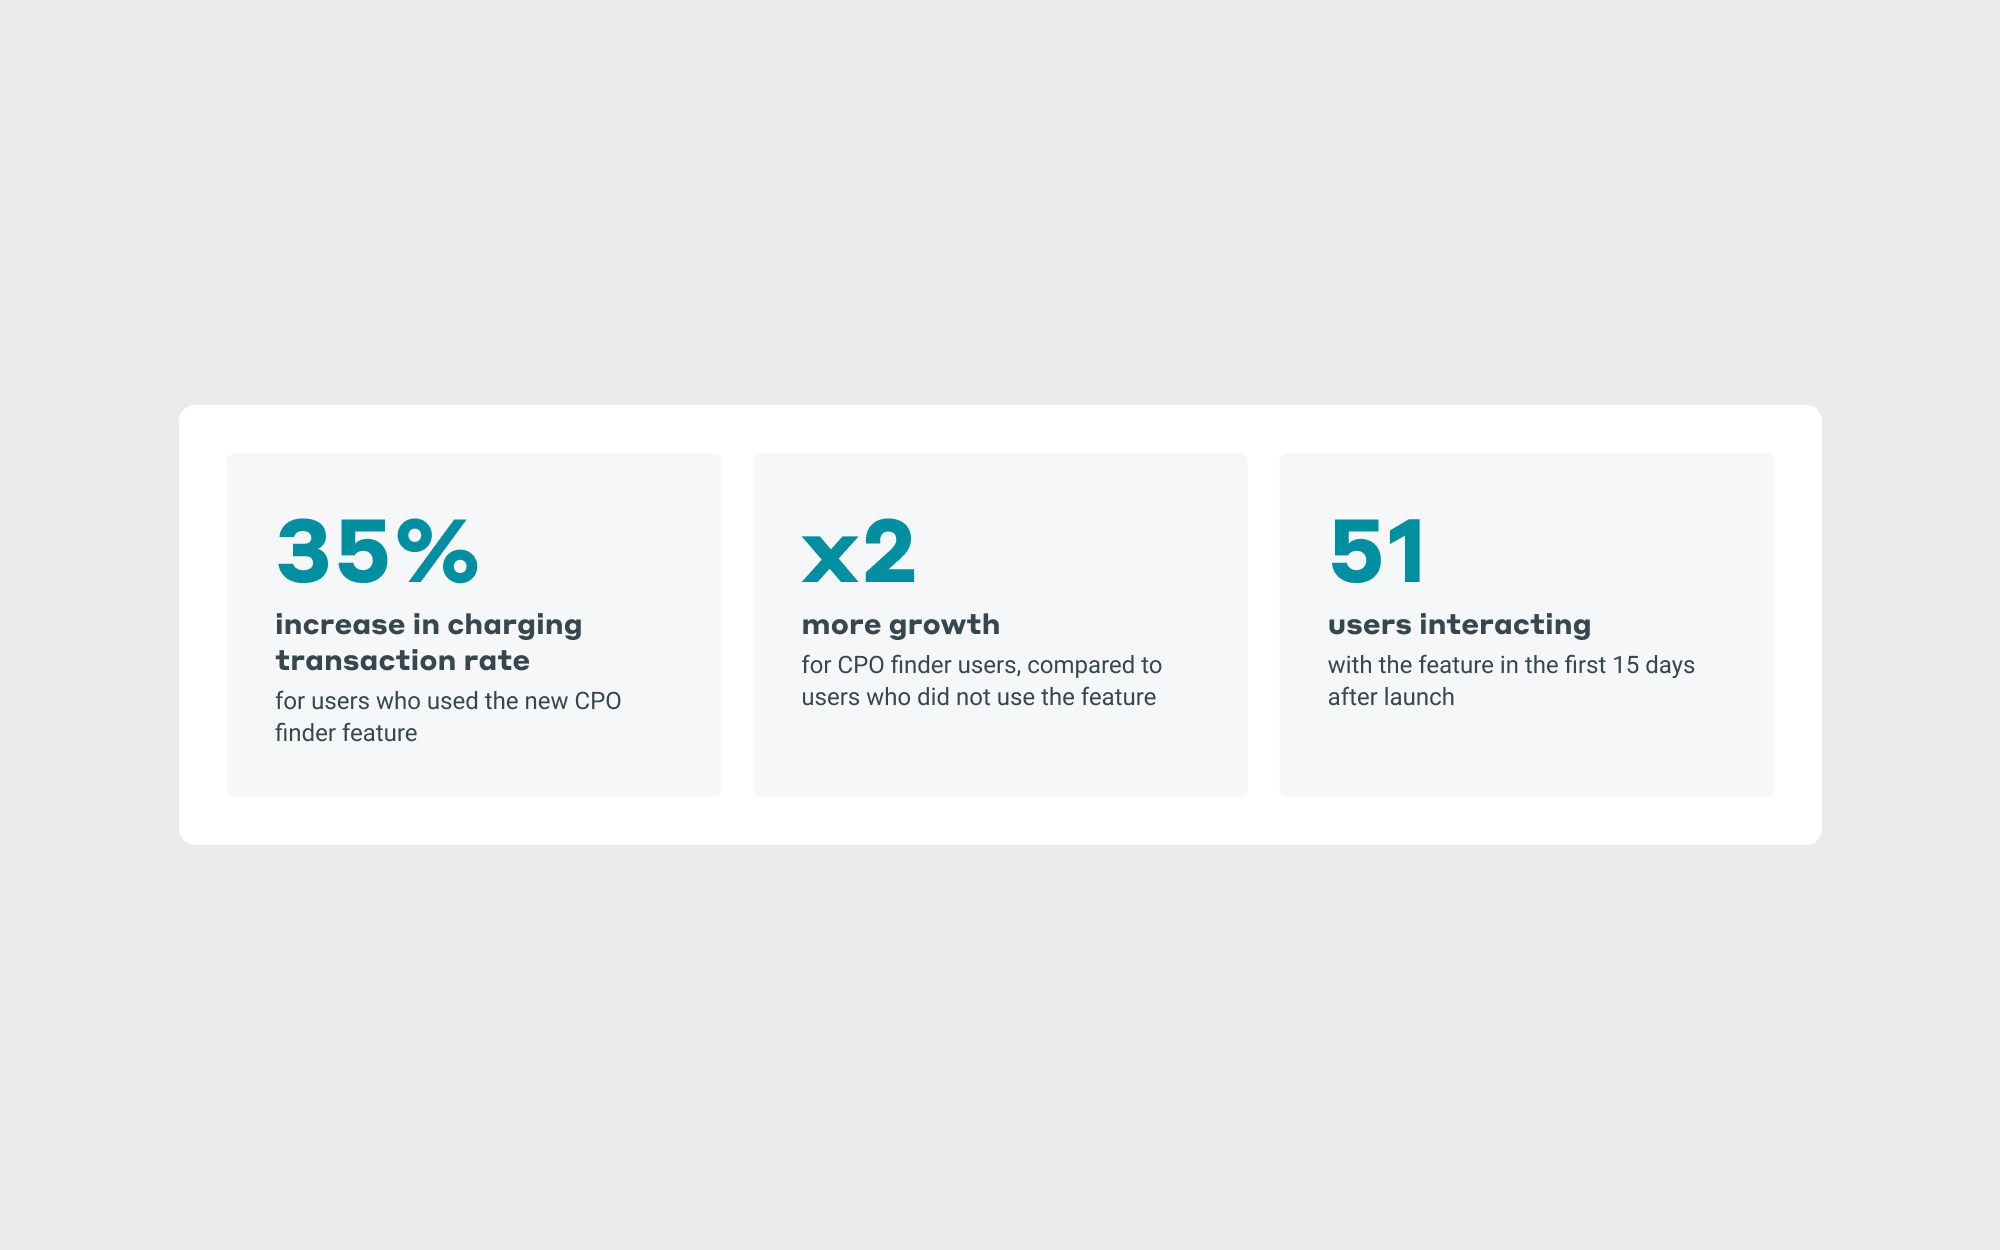 35%
increase in charging
transaction rate
for users who used the new CPO
finder feature
x2
more growth
for CPO finder users, compared to
users who did not use the feature
51
users interacting
with the feature in the first 15 days
after launch